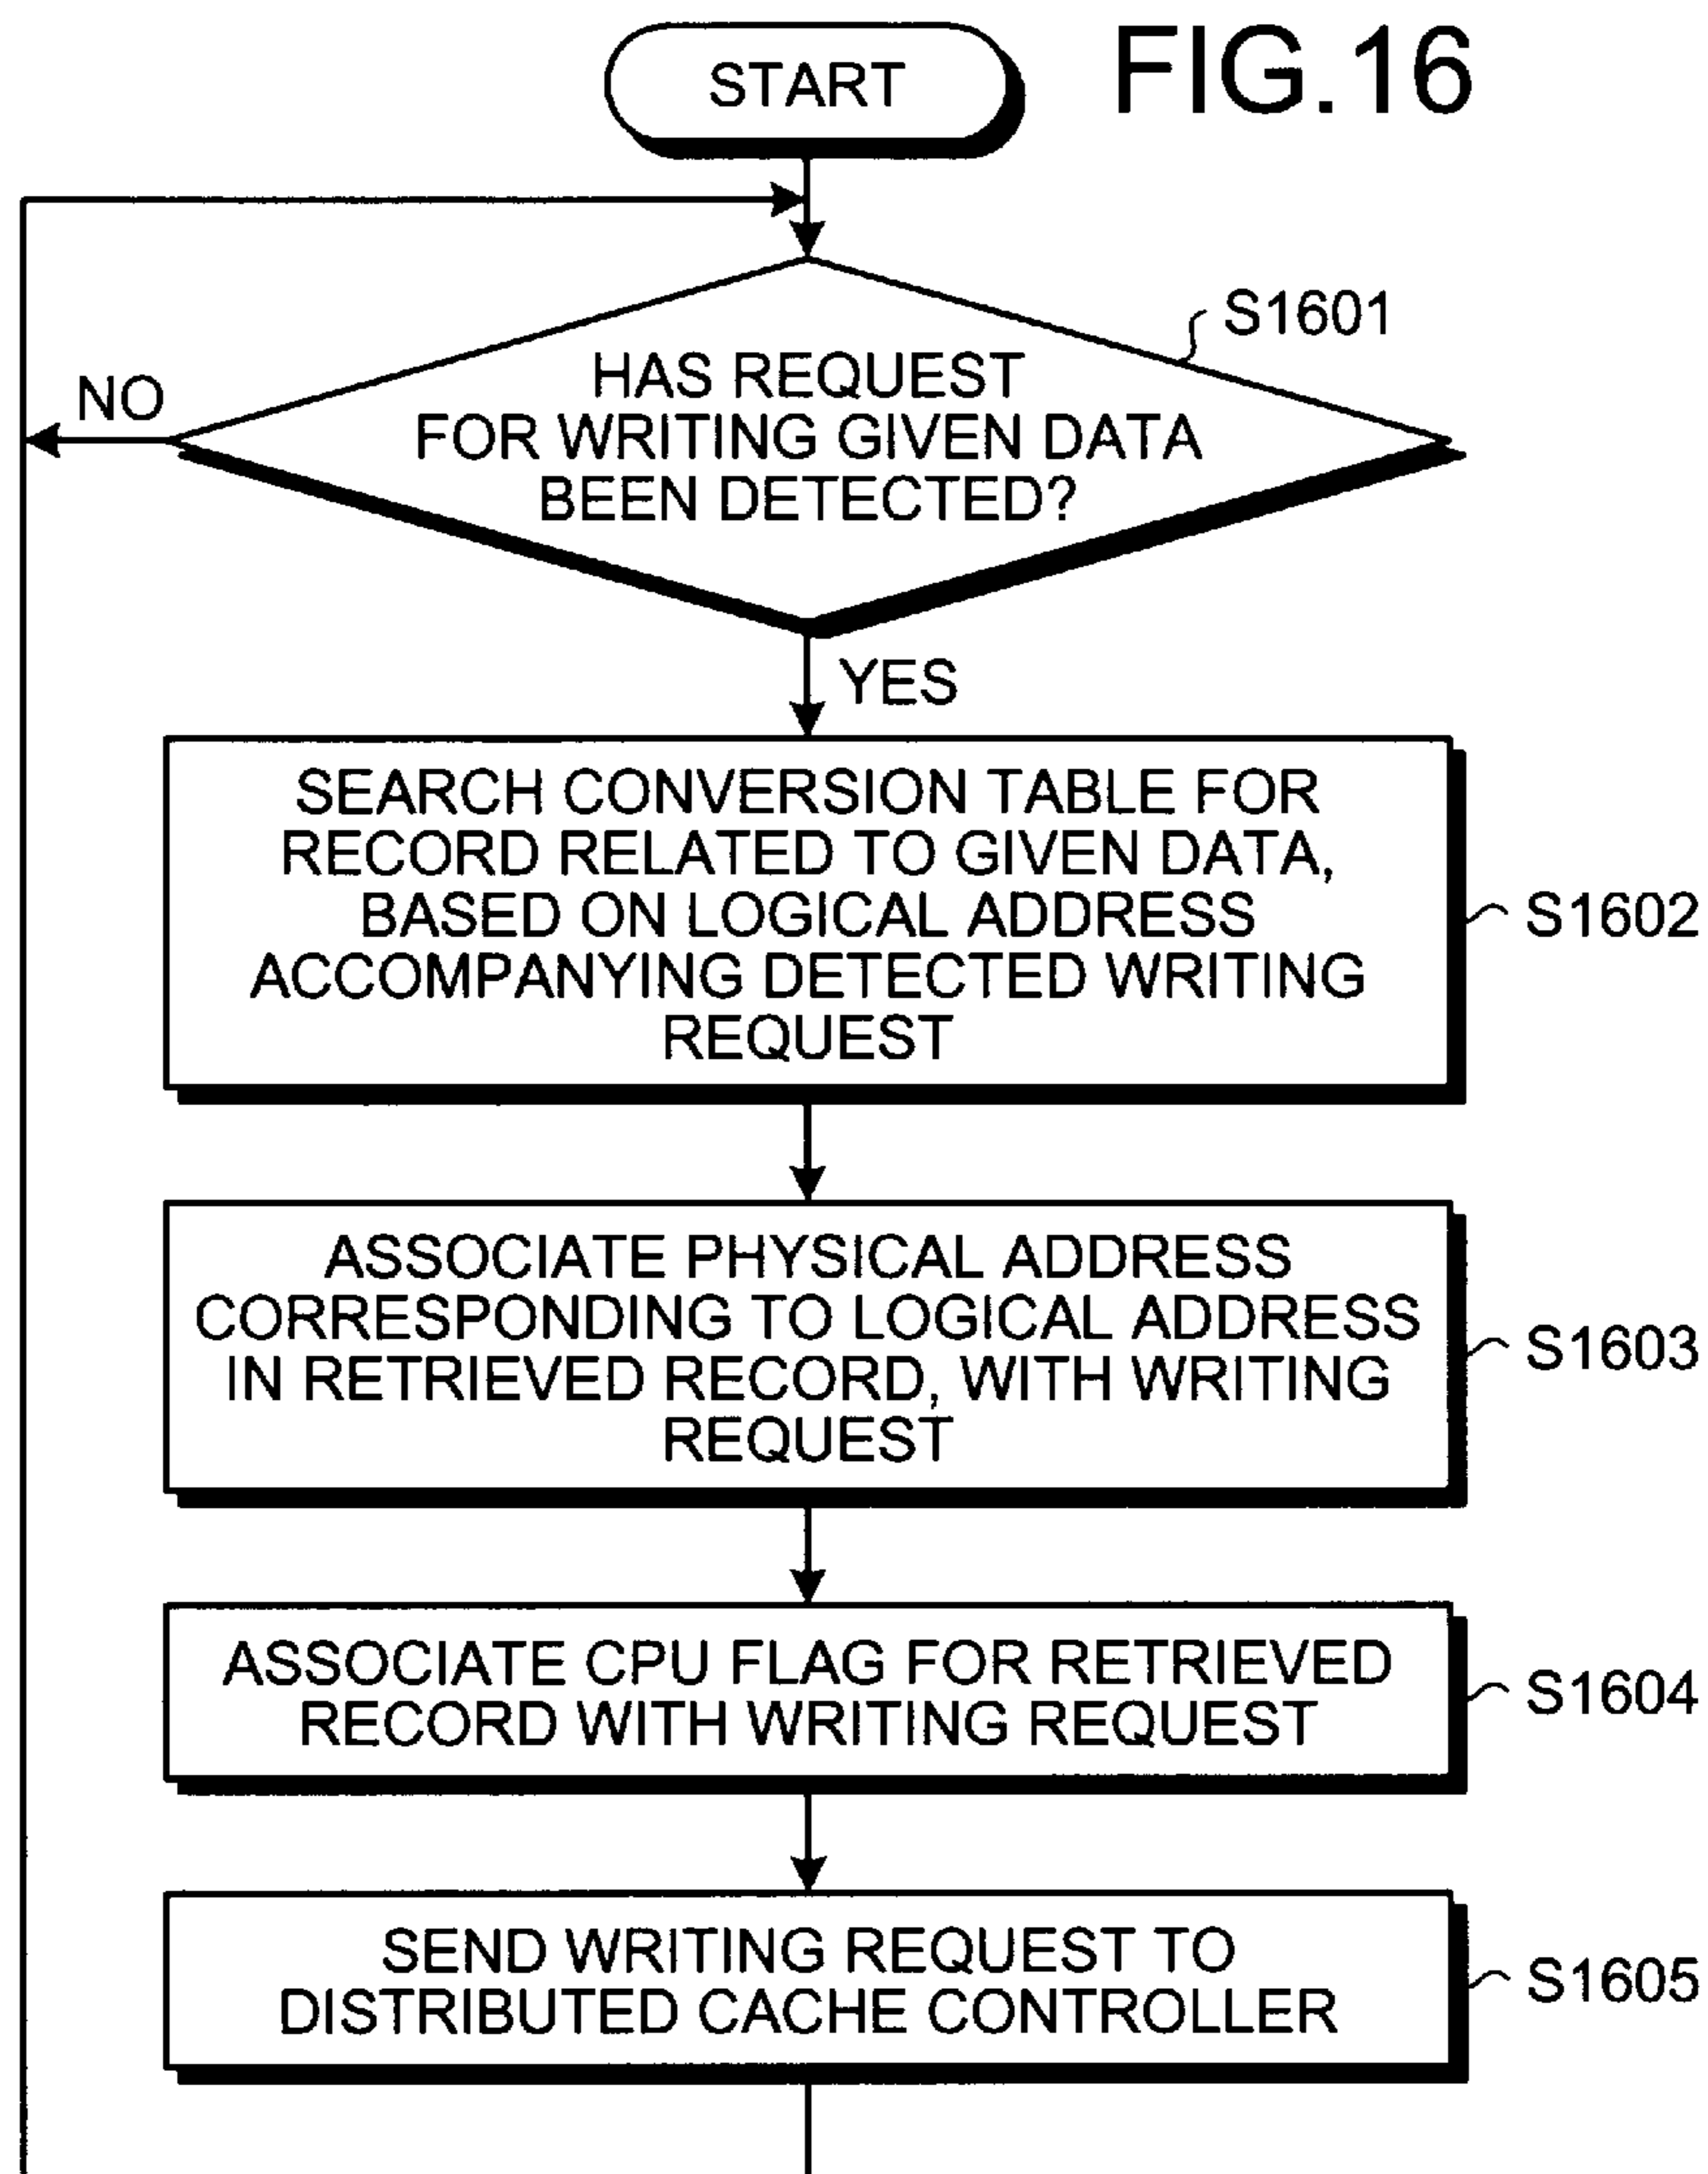 FIG.16
START
S1601
HAS REQUEST
FOR WRITING GIVEN DATA
BEEN DETECTED?
NO
YES
SEARCH CONVERSION TABLE FOR
RECORD RELATED TO GIVEN DATA,
BASED ON LOGICAL ADDRESS
ACCOMPANYING DETECTED WRITING
REQUEST
S1602
ASSOCIATE PHYSICAL ADDRESS
CORRESPONDING TO LOGICAL ADDRESS
IN RETRIEVED RECORD, WITH WRITING
REQUEST
S1603
ASSOCIATE CPU FLAG FOR RETRIEVED
RECORD WITH WRITING REQUEST
S1604
SEND WRITING REQUEST TO
DISTRIBUTED CACHE CONTROLLER
S1605